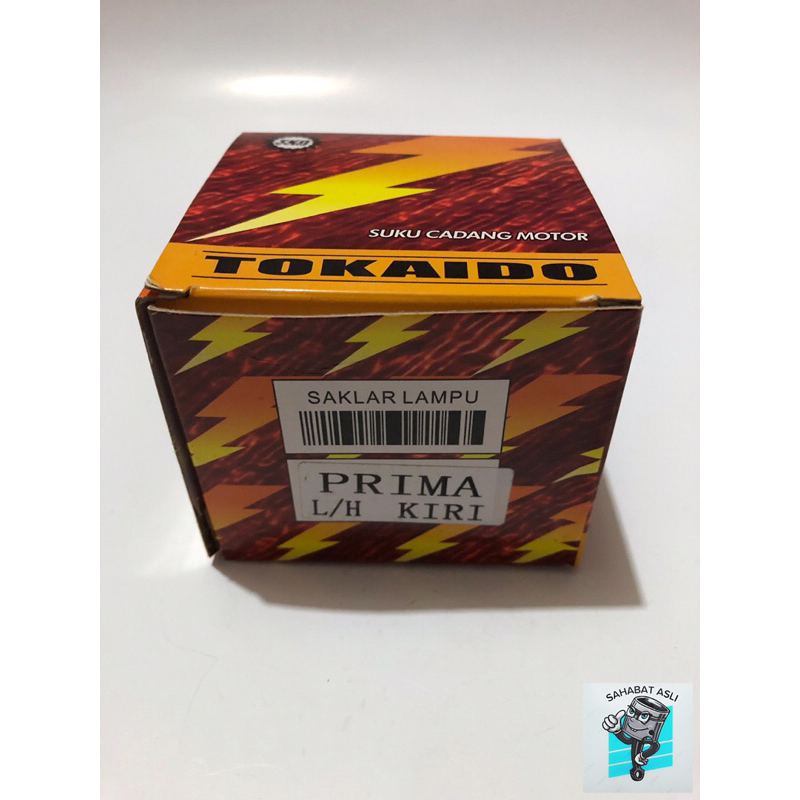 SUKU CADANG MOTOR
TOKAIDO
SAKLAR LAMPU
PRIMA
L/H KIRI
SAHABAT ASLI